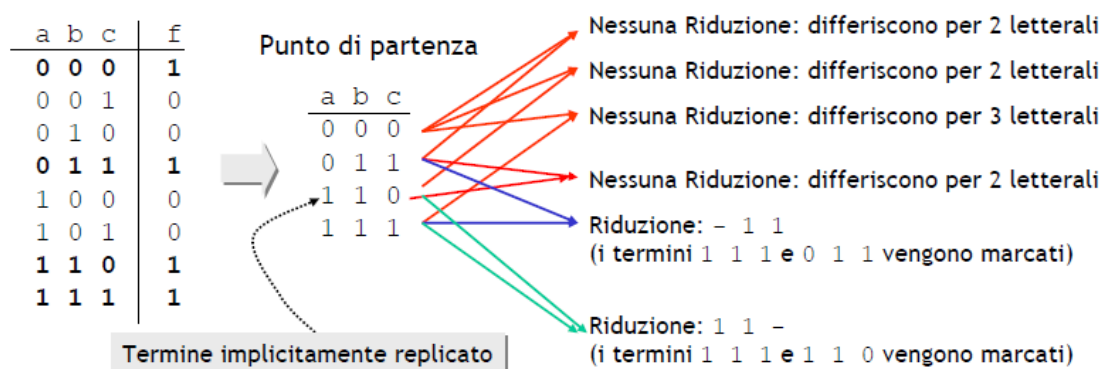 a b c f
0 0 0 1
0 0 1 0
0 1 0 0
0 1 1 1
1 0 0 0
1 0 1 0
1 1 0 1
1 1 1 1
Punto di partenza
a b c
0 0 0
0 1 1
1 1 0
1 1 1
Termine implicitamente replicato
Nessuna Riduzione: differiscono per 2 letterali
Nessuna Riduzione: differiscono per 2 letterali
Nessuna Riduzione: differiscono per 3 letterali
Nessuna Riduzione: differiscono per 2 letterali
Riduzione: – 1 1
(i termini 1 1 1 e 0 1 1 vengono marcati)
Riduzione: 1 1 –
(i termini 1 1 1 e 1 1 0 vengono marcati)